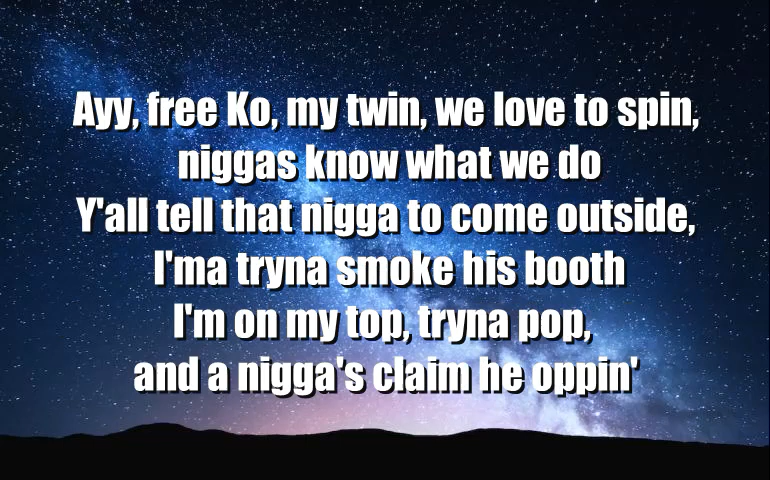 Ayy, free Ko, my twin, we love to spin,
niggas know what we do
Y'all tell that nigga to come outside,
I'ma tryna smoke his booth
I'm on my top, tryna pop,
and a nigga's claim he oppin'